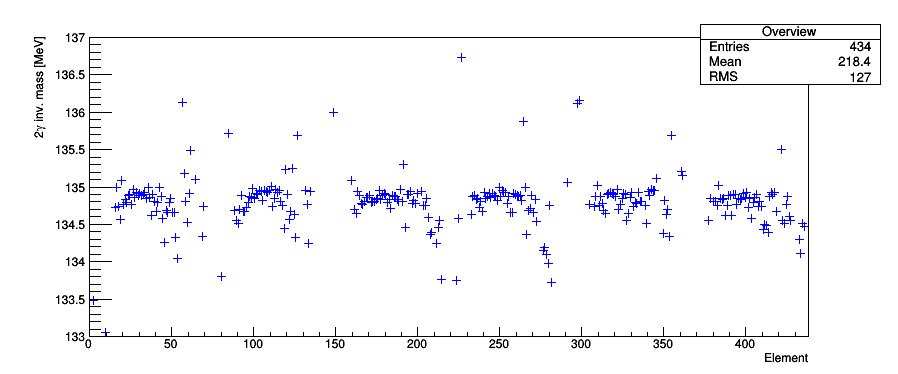 Overview
Entries 434
Mean 218.4
RMS 127
2γ inv. mass [MeV]
137
136.5
136
135.5
135
134.5
134
133.5
133
0 50 100 150 200 250 300 350 400
Element